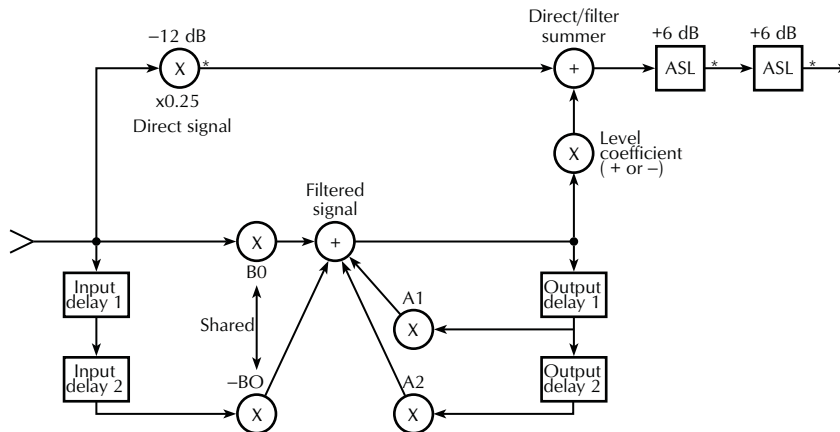 Direct/filter
summer
−12 dB
+6 dB
+6 dB
X
*
+
ASL
*
ASL
*
x0.25
Direct signal
X
Level
coefficient
( + or −)
Filtered
signal
X
+
B0
Input
delay 1
Output
delay 1
A1
Shared
X
Input
delay 2
Output
delay 2
−BO
A2
X
X